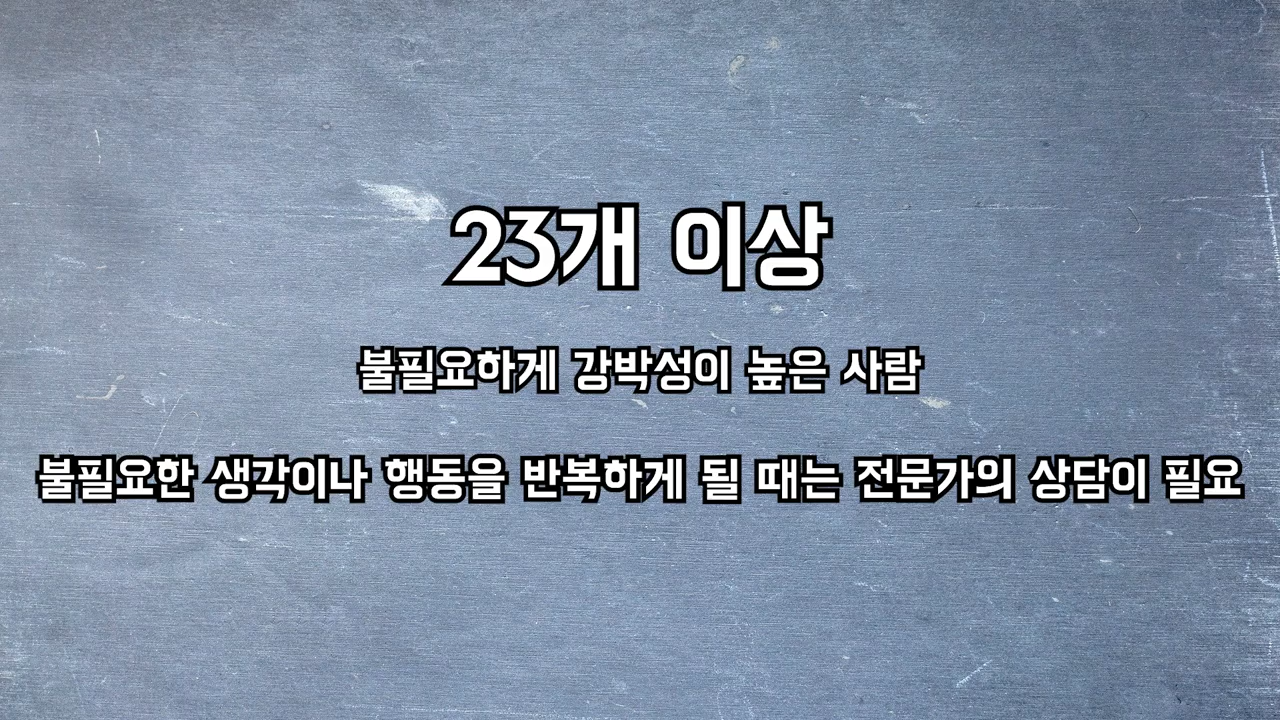 23개 이상
불필요하게 강박성이 높은 사람
불필요한 생각이나 행동을 반복하게 될 때는 전문가의 상담이 필요